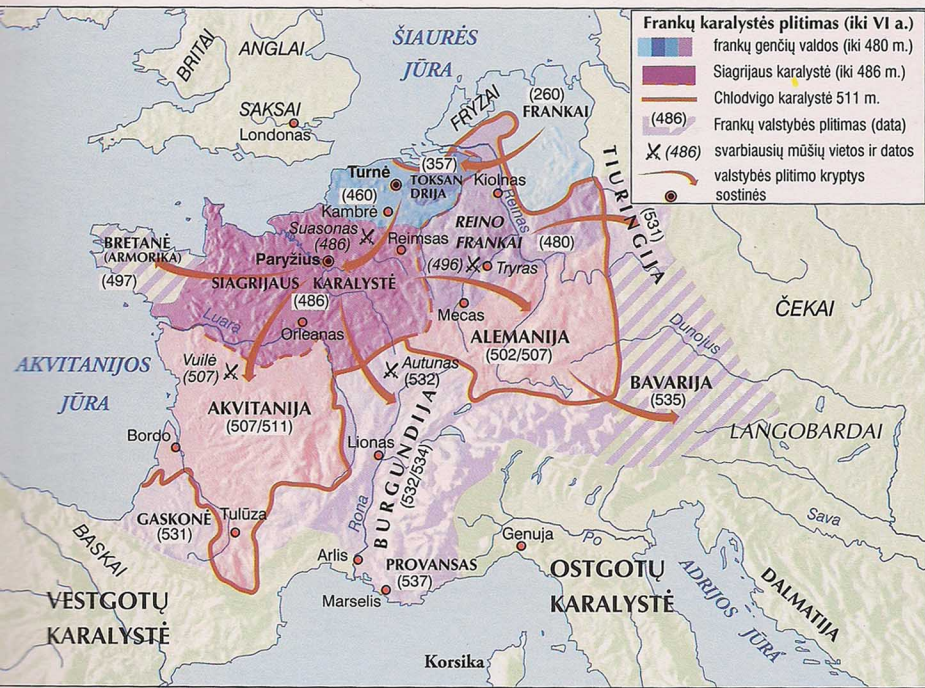 Frankų karalystės plitimas (iki VI a.)
frankų genčių valdos (iki 480 m.)
Siagrijaus karalystė (iki 486 m.)
Chlodvigo karalystė 511 m.
(486)
Frankų valstybės plitimas (data)
(486)
svarbiausių mūšių vietos ir datos
valstybės plitimo kryptys
sostinės
BRITAI
ANGLAI
SAKSAI
Londonas
ŠIAURĖS
JŪRA
FRYZAI
(260)
FRANKAI
TIURINGIJA
(531)
(357)
TOKSAN
DRIJA
Turnė
(460)
Kambrė
Kiolnas
Reinas
REINO
FRANKAI
(480)
Suasonas
(486)
Reimsas
(496)
Tryras
Mecas
BRETANĖ
(ARMORIKA)
(497)
Paryžius
SIAGRIJAUS KARALYSTĖ
(486)
Luara
Orleanas
ALEMANIJA
(502/507)
Dunojus
ČEKAI
BAVARIJA
(535)
LANGOBARDAI
AKVITANIJOS
JŪRA
Vuilė
(507)
Autunas
(532)
AKVITANIJA
(507/511)
Bordo
Lionas
BURGUNDIJA
(532/534)
Rona
GASKONĖ
(531)
Tulūza
BASKAI
Arlis
Marselis
PROVANSAS
(537)
Genuja
Po
Sava
VESTGOTŲ
KARALYSTĖ
OSTGOTŲ
KARALYSTĖ
ADRIJOS
JŪRA
DALMATIJA
Korsika